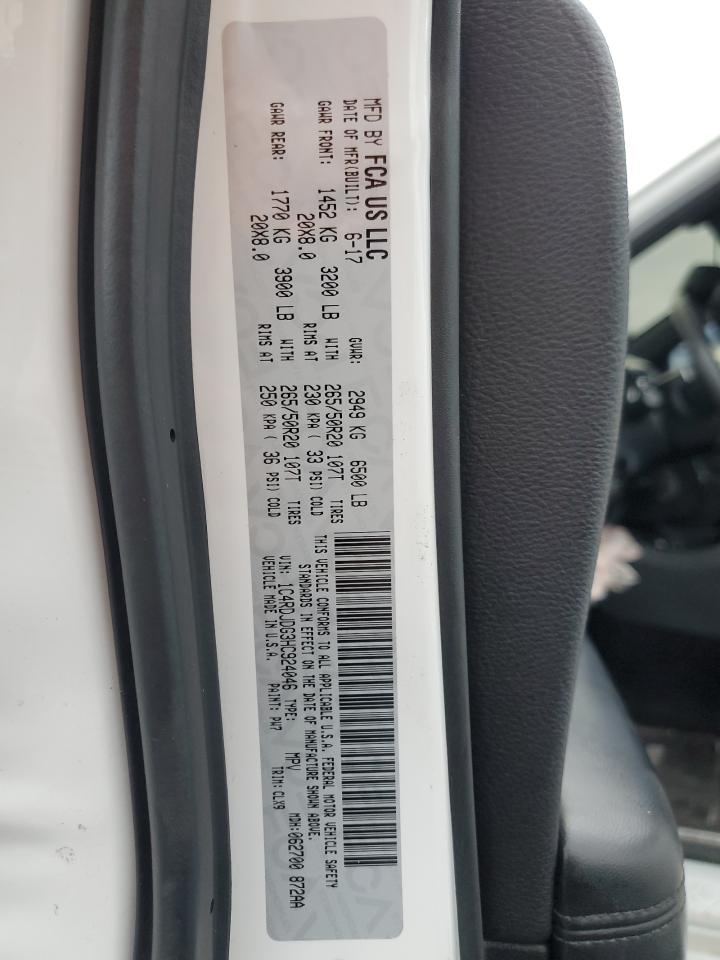 MFD BY FCA US LLC
DATE OF MFR(BUILT): 6-17 GVWR: 2949 KG 6500 LB
GAWR FRONT: 1452 KG 3200 LB WITH 265/50R20 107T TIRES
20X8.0 RIMS AT 230 KPA ( 33 PSI) COLD
GAWR REAR: 1770 KG 3900 LB WITH 265/50R20 107T TIRES
20X8.0 RIMS AT 250 KPA ( 36 PSI) COLD
THIS VEHICLE CONFORMS TO ALL APPLICABLE U.S.A. FEDERAL MOTOR VEHICLE SAFETY
STANDARDS IN EFFECT ON THE DATE OF MANUFACTURE SHOWN ABOVE.
VIN: 1C4RDJDG3HC924046 TYPE: MPV MDH:062700 872AA
VEHICLE MADE IN U.S.A. PAINT: PW7 TRIM:CLX9